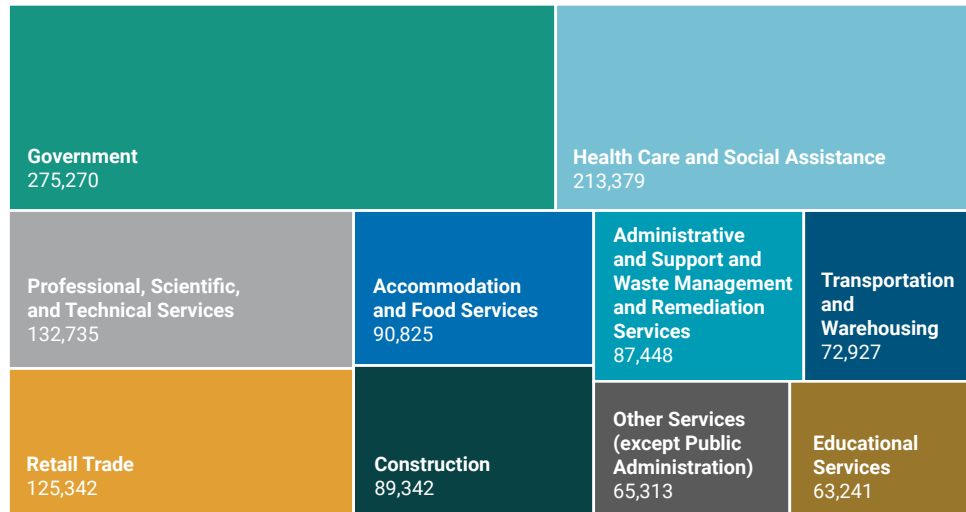 Government
275,270
Health Care and Social Assistance
213,379
Professional, Scientific,
and Technical Services
132,735
Accommodation
and Food Services
90,825
Administrative
and Support and
Waste Management
and Remediation
Services
87,448
Transportation
and
Warehousing
72,927
Retail Trade
125,342
Construction
89,342
Other Services
(except Public
Administration)
65,313
Educational
Services
63,241